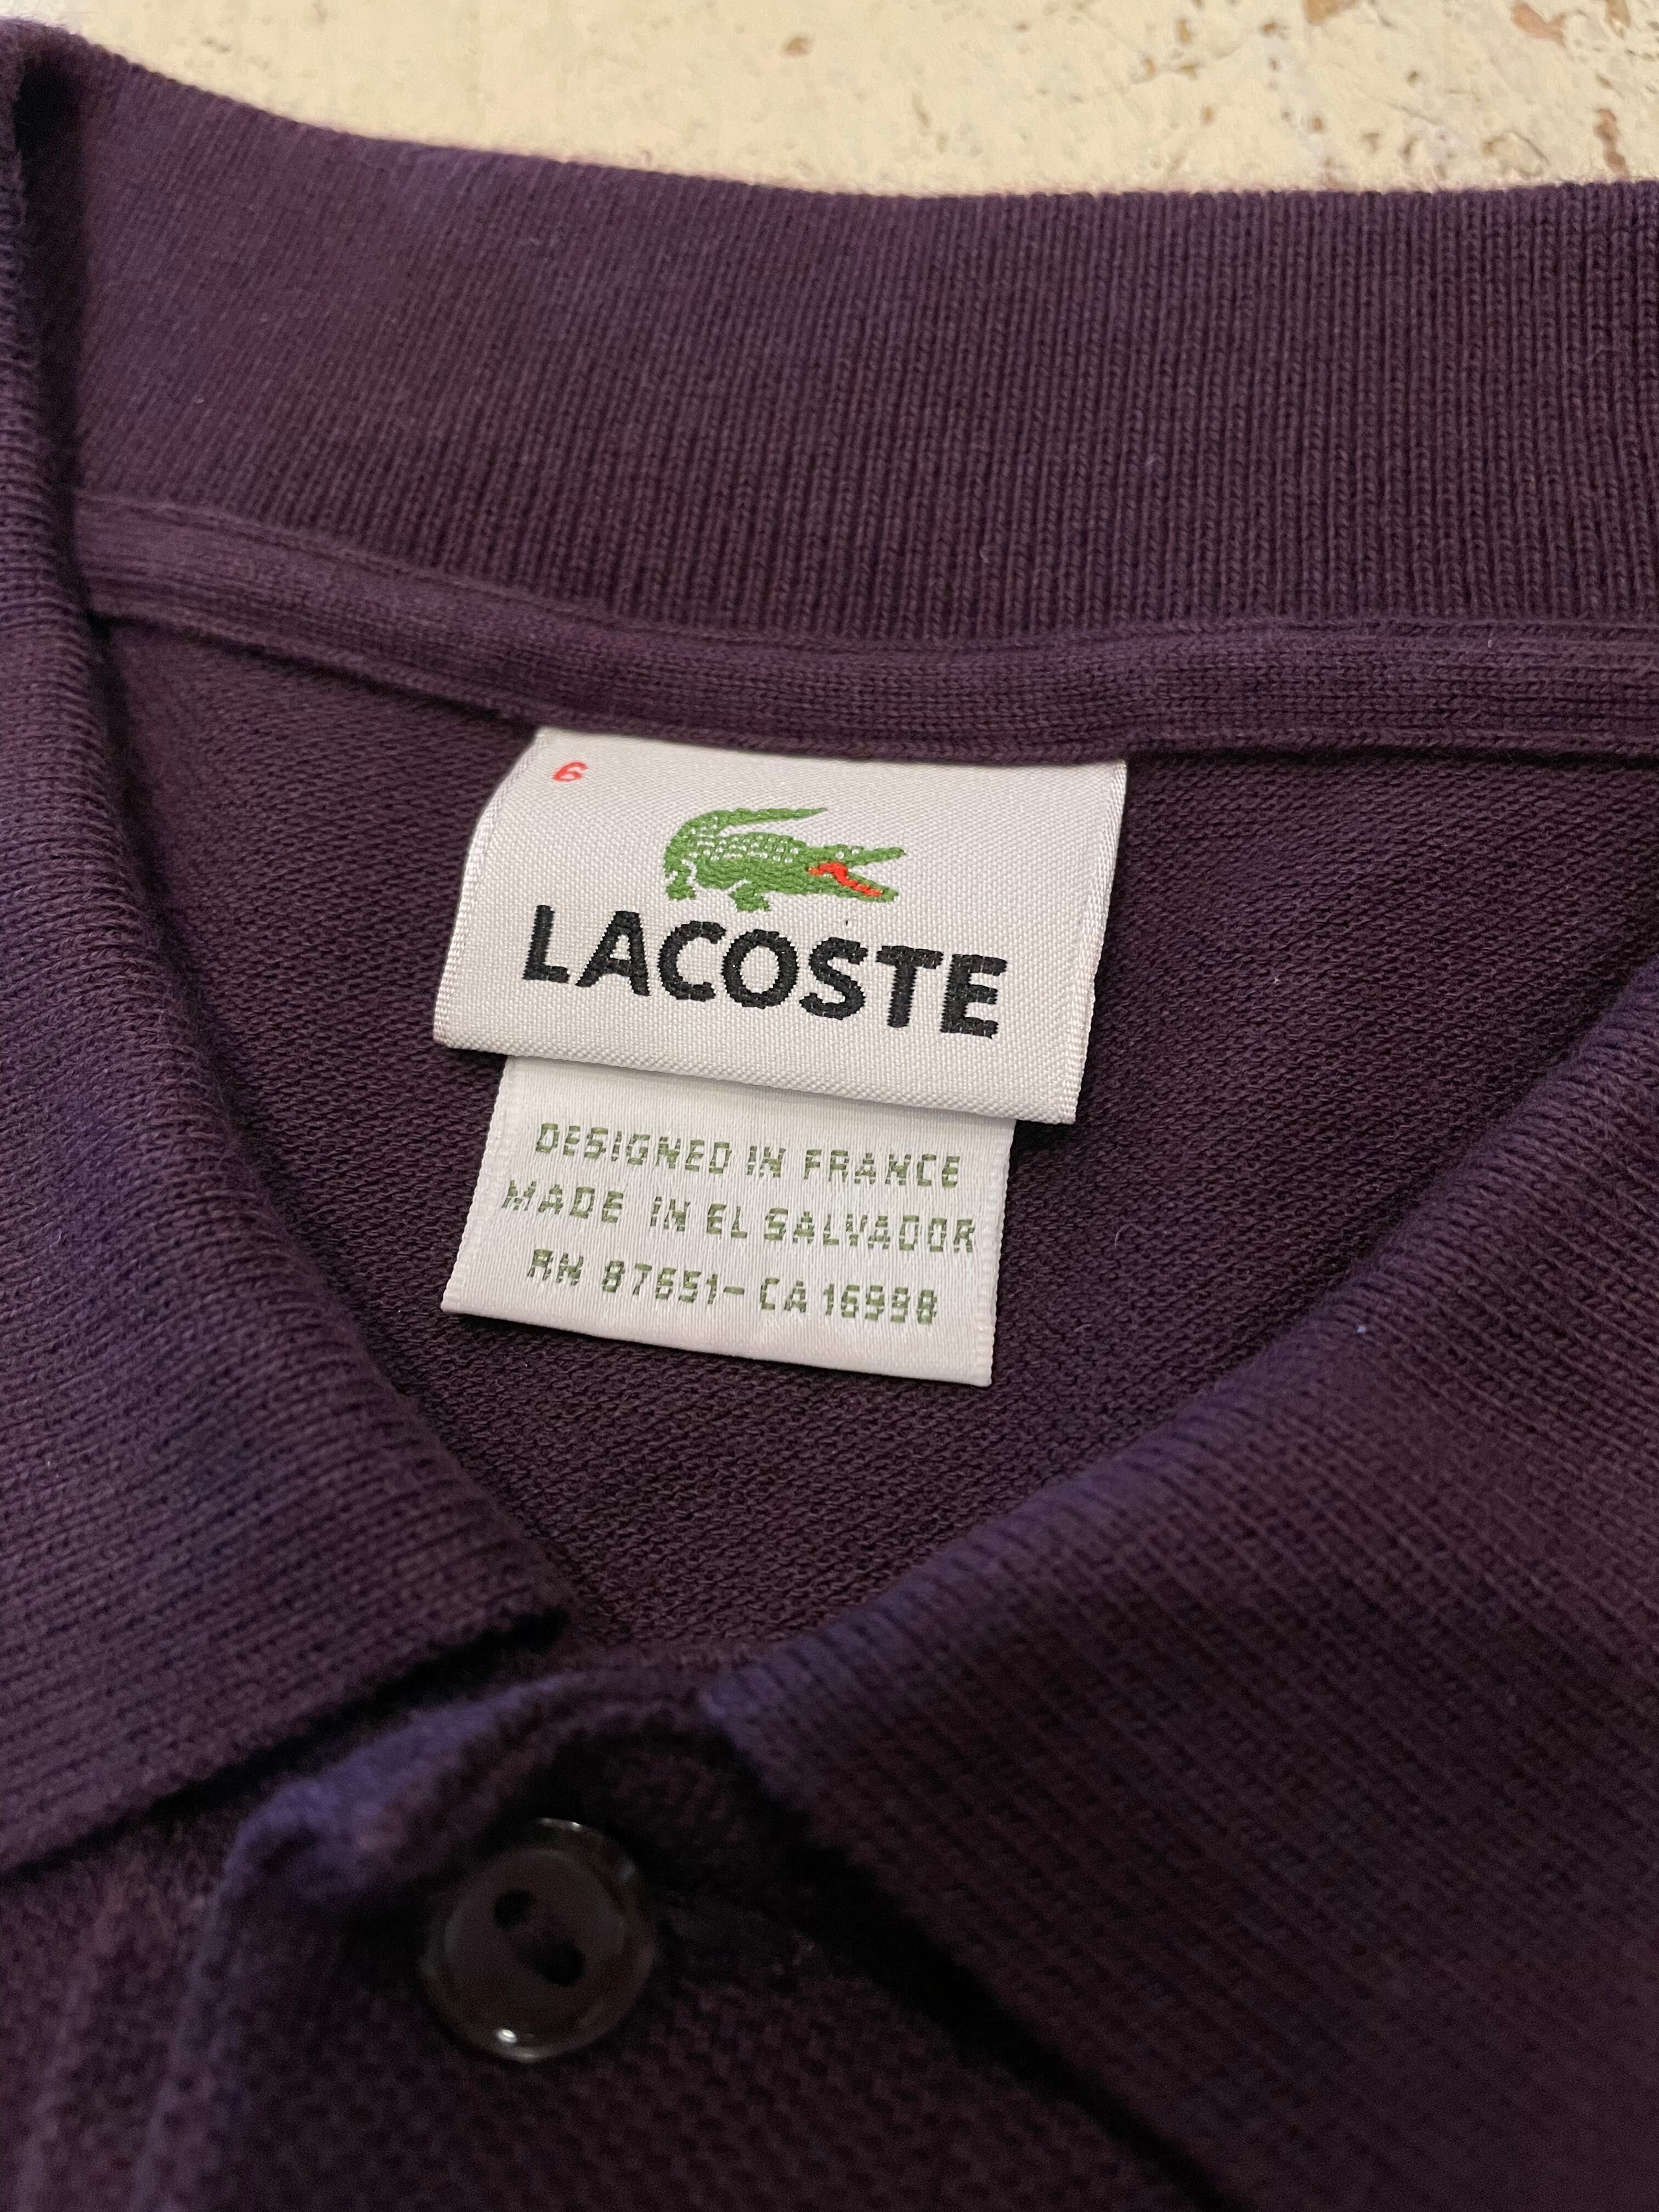 6
LACOSTE
DESIGNED IN FRANCE
MADE IN EL SALVADOR
RN 87651-CA 16998